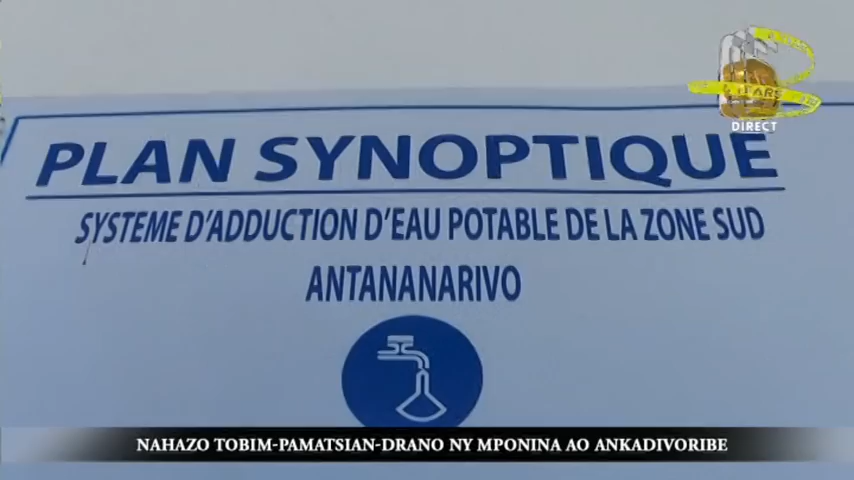 PLAN SYNOPTIQUE
SYSTEME D'ADDUCTION D'EAU POTABLE DE LA ZONE SUD
ANTANANARIVO
DIRECT
NAHAZO TOBIM-PAMATSIAN-DRANO NY MPONINA AO ANKADIVORIBE